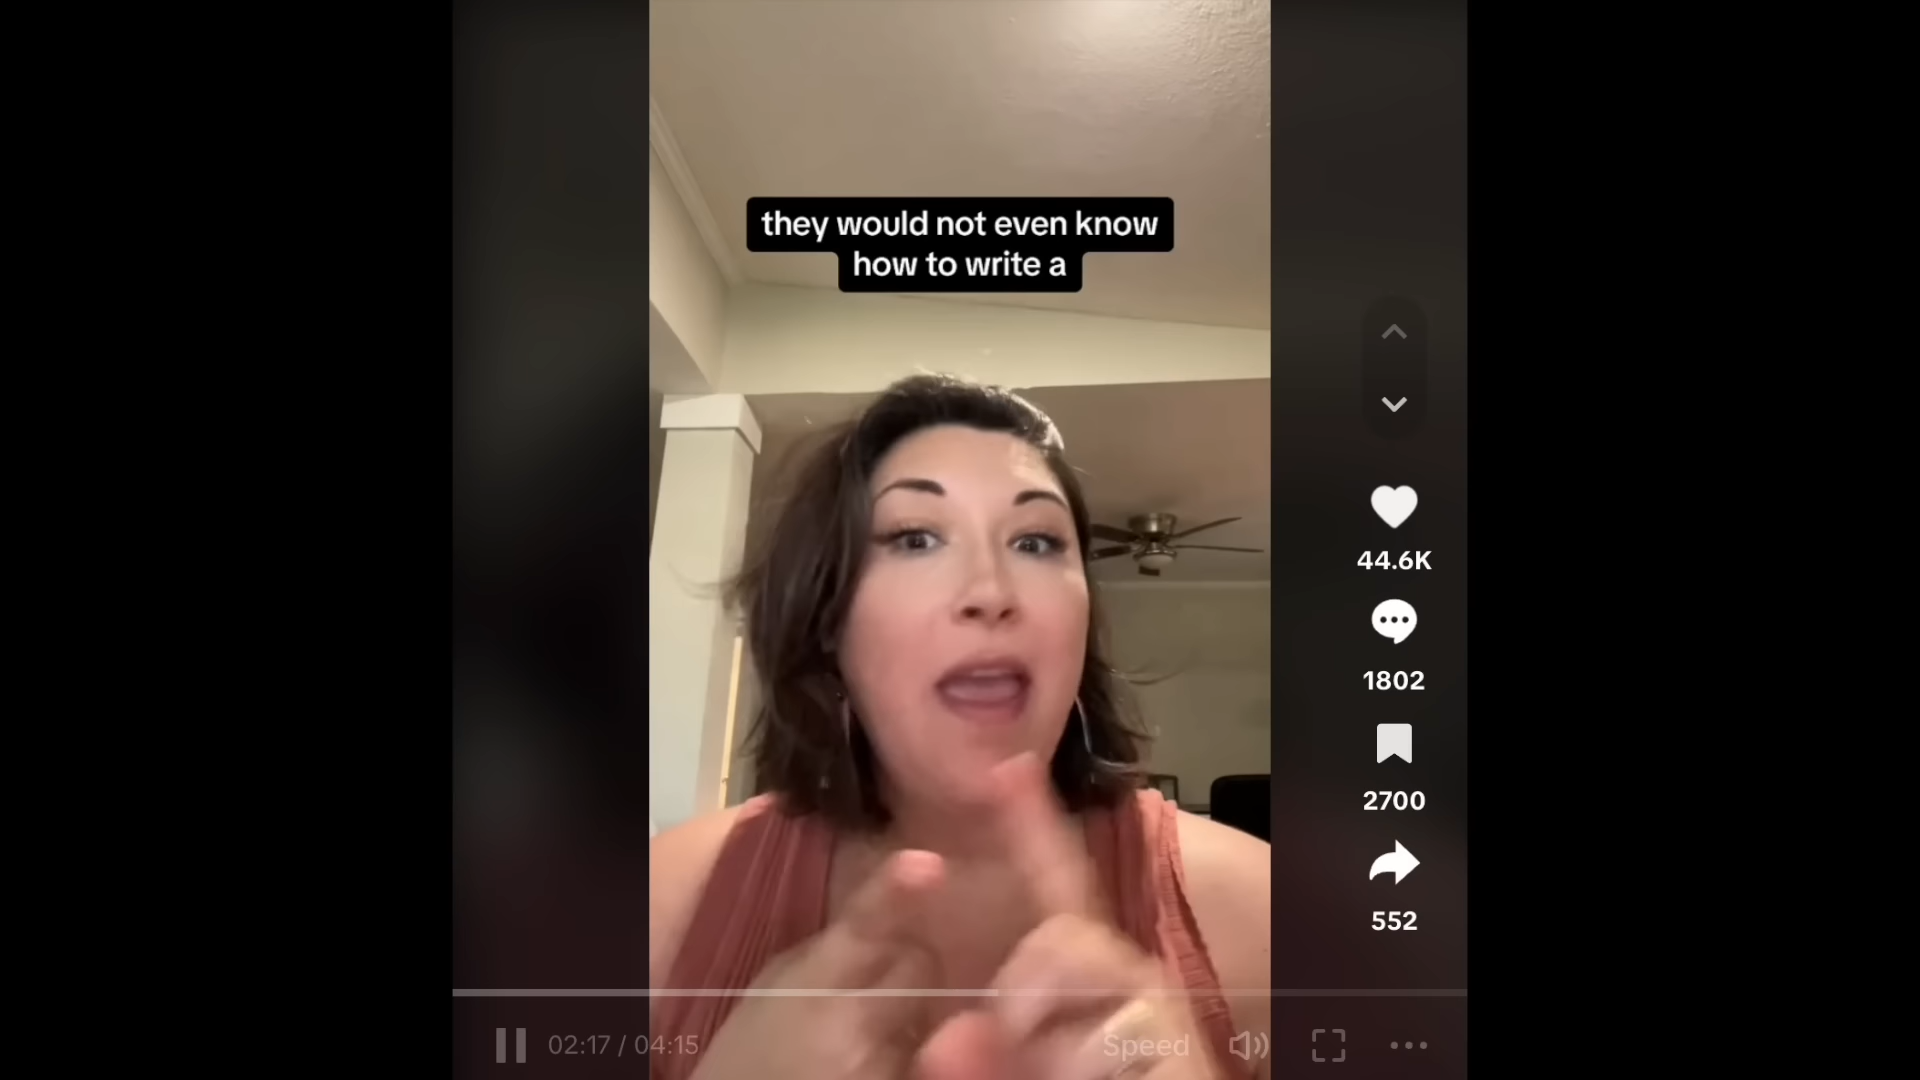 they would not even know
how to write a
44.6K
1802
2700
552
02:17 / 04:15
Speed